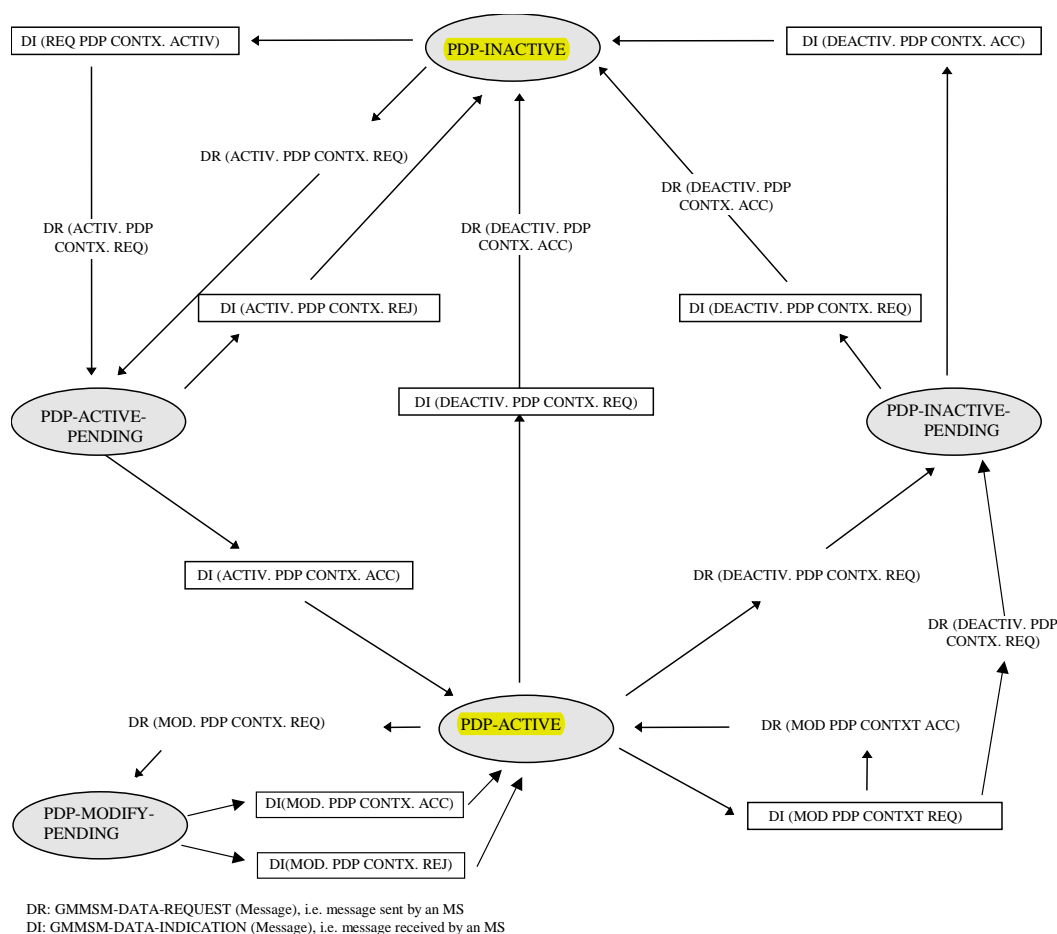 DI (REQ PDP CONTX. ACTIV)
PDP-INACTIVE
DI (DEACTIV. PDP CONTX. ACC)
DR (ACTIV. PDP CONTX. REQ)
DR (DEACTIV. PDP
CONTX. ACC)
DR (ACTIV. PDP
CONTX. REQ)
DR (DEACTIV. PDP
CONTX. ACC)
DI (ACTIV. PDP CONTX. REJ)
DI (DEACTIV. PDP CONTX. REQ)
PDP-ACTIVE-
PENDING
DI (DEACTIV. PDP CONTX. REQ)
PDP-INACTIVE-
PENDING
DI (ACTIV. PDP CONTX. ACC)
DR (DEACTIV. PDP CONTX. REQ)
DR (DEACTIV. PDP
CONTX. REQ)
DR (MOD. PDP CONTX. REQ)
PDP-ACTIVE
DR (MOD PDP CONTXT ACC)
PDP-MODIFY-
PENDING
DI(MOD. PDP CONTX. ACC)
DI (MOD PDP CONTXT REQ)
DI(MOD. PDP CONTX. REJ)
DR: GMMSM-DATA-REQUEST (Message), i.e. message sent by an MS
DI: GMMSM-DATA-INDICATION (Message), i.e. message received by an MS